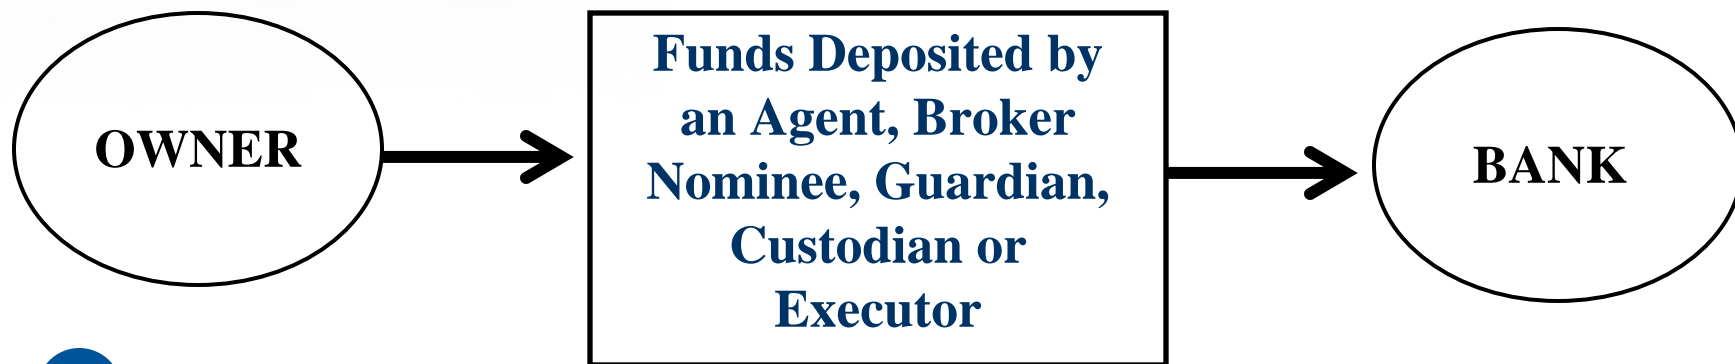 OWNER
Funds Deposited by
an Agent, Broker
Nominee, Guardian,
Custodian or
Executor
BANK